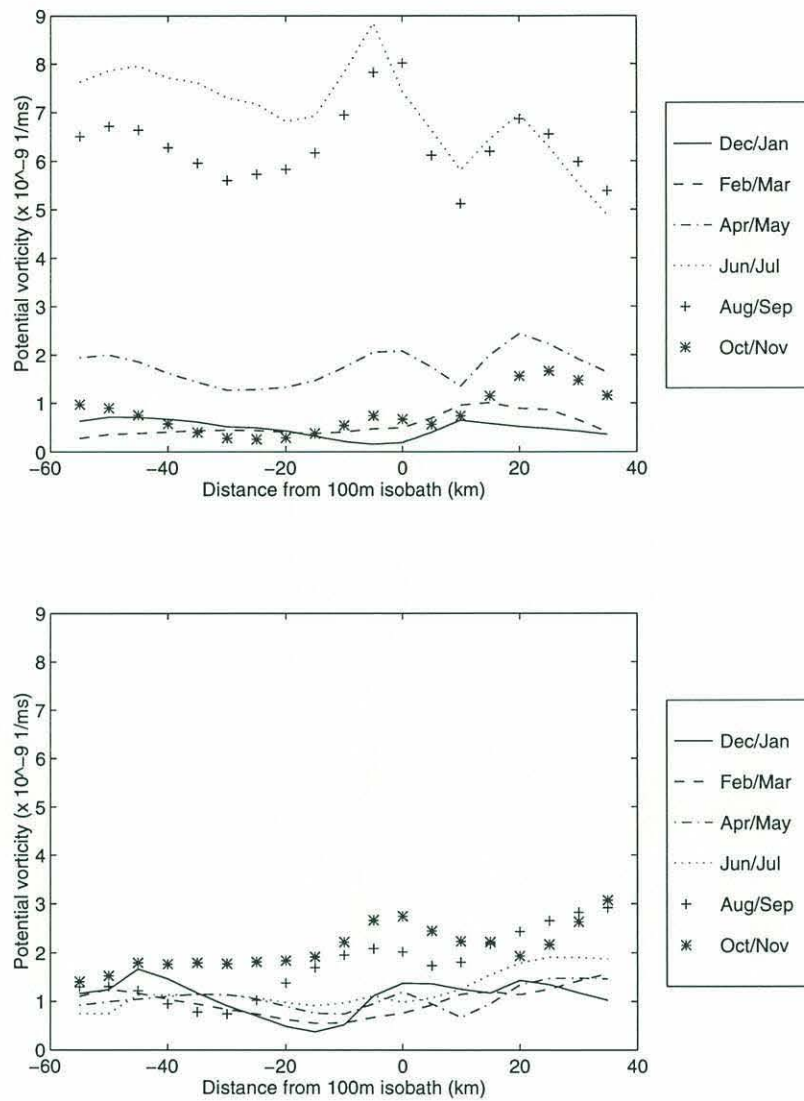 9
8
7
6
5
4
3
2
1
0
Potential vorticity (x 10^−9 1/ms)
−60
−40
−20
0
20
40
Distance from 100m isobath (km)
Dec/Jan
Feb/Mar
Apr/May
Jun/Jul
Aug/Sep
Oct/Nov
9
8
7
6
5
4
3
2
1
0
Potential vorticity (x 10^−9 1/ms)
−60
−40
−20
0
20
40
Distance from 100m isobath (km)
Dec/Jan
Feb/Mar
Apr/May
Jun/Jul
Aug/Sep
Oct/Nov